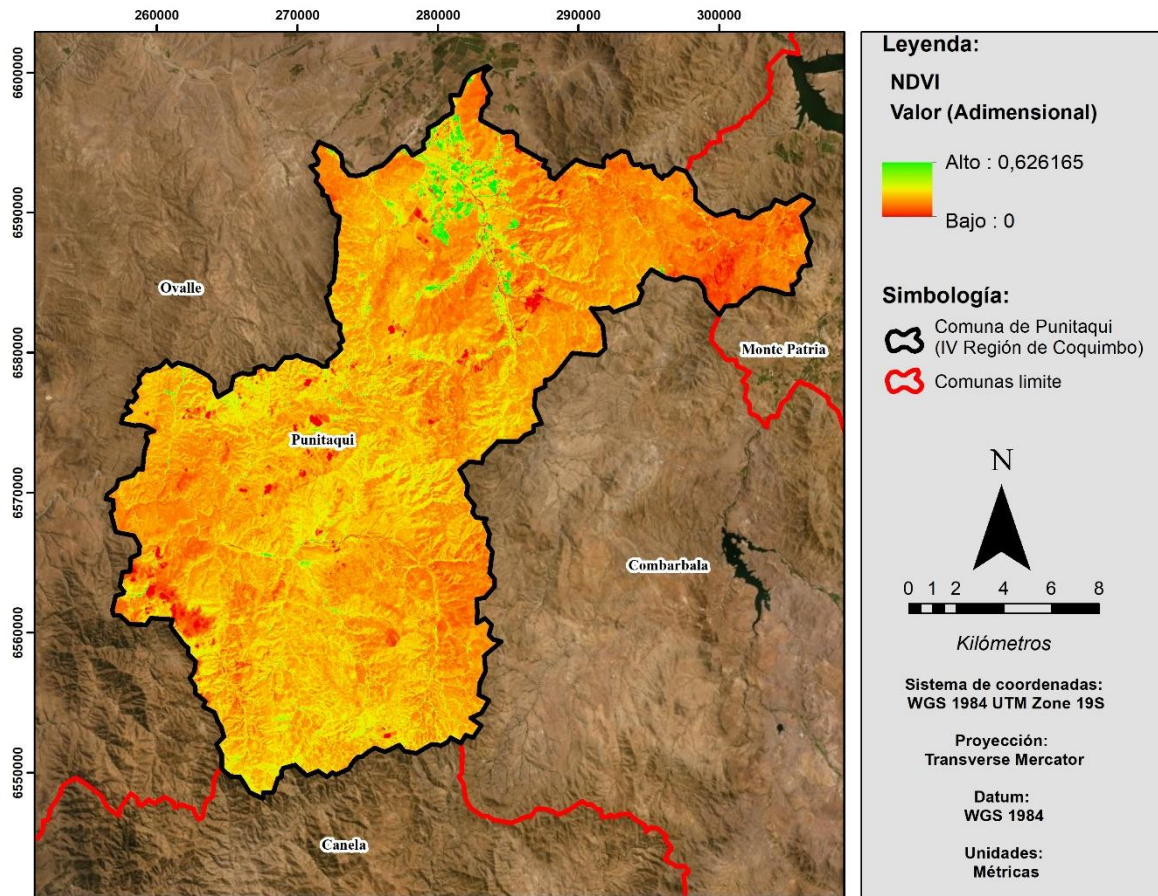 260000
270000
280000
290000
300000
6600000
6590000
6580000
6570000
6560000
6550000
Ovalle
Monte Patria
Punitaqui
Combarbala
Canela
Leyenda:
NDVI
Valor (Adimensional)
Alto : 0,626165
Bajo : 0
Simbología:
Comuna de Punitaqui
(IV Región de Coquimbo)
Comunas limite
N
0 1 2 4 6 8
Kilómetros
Sistema de coordenadas:
WGS 1984 UTM Zone 19S
Proyección:
Transverse Mercator
Datum:
WGS 1984
Unidades:
Métricas